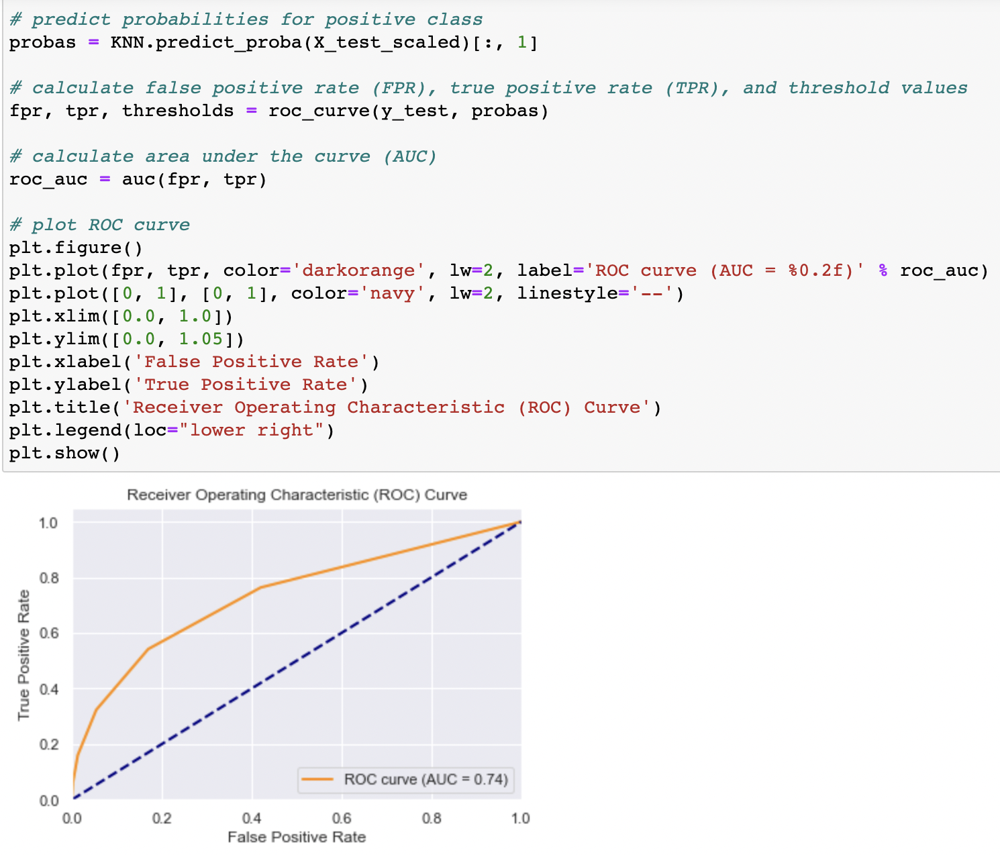 # predict probabilities for positive class
probas = KNN.predict_proba(X_test_scaled)[:, 1]
# calculate false positive rate (FPR), true positive rate (TPR), and threshold values
fpr, tpr, thresholds = roc_curve(y_test, probas)
# calculate area under the curve (AUC)
roc_auc = auc(fpr, tpr)
# plot ROC curve
plt.figure()
plt.plot(fpr, tpr, color='darkorange', lw=2, label='ROC curve (AUC = %0.2f)' % roc_auc)
plt.plot([0, 1], [0, 1], color='navy', lw=2, linestyle='--')
plt.xlim([0.0, 1.0])
plt.ylim([0.0, 1.05])
plt.xlabel('False Positive Rate')
plt.ylabel('True Positive Rate')
plt.title('Receiver Operating Characteristic (ROC) Curve')
plt.legend(loc="lower right")
plt.show()
Receiver Operating Characteristic (ROC) Curve
True Positive Rate
1.0
0.8
0.6
0.4
0.2
0.0
ROC curve (AUC = 0.74)
0.0 0.2 0.4 0.6 0.8 1.0
False Positive Rate